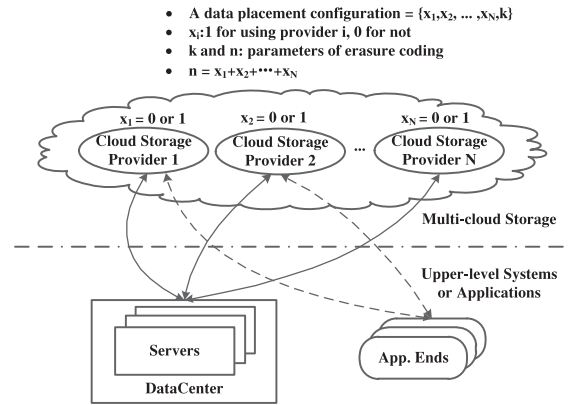 • A data placement configuration = {x1,x2, ... ,xN,k}
• xi:1 for using provider i, 0 for not
• k and n: parameters of erasure coding
• n = x1+x2+···+xN
x1 = 0 or 1
x2 = 0 or 1
xN = 0 or 1
Cloud Storage
Provider 1
Cloud Storage
Provider 2
...
Cloud Storage
Provider N
Multi-cloud Storage
Upper-level Systems
or Applications
Servers
DataCenter
App. Ends